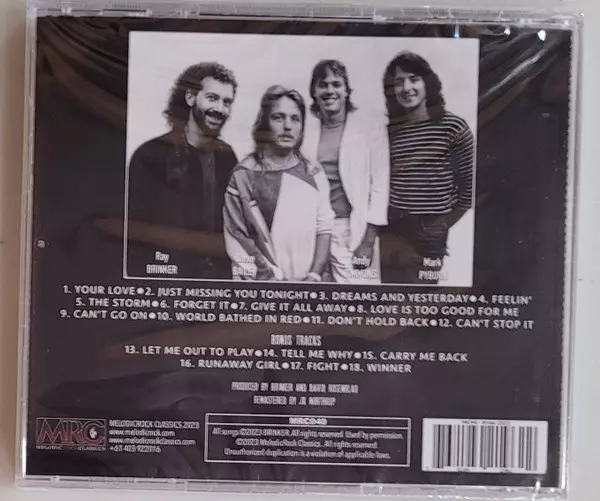 Ray
BRINKER
BAILEY
Andy
Mark
1. YOUR LOVE●2. JUST MISSING YOU TONIGHT●3. DREAMS AND YESTERDAY●4. FEELIN'
5. THE STORM●6. FORGET IT●7. GIVE IT ALL AWAY●8. LOVE IS TOO GOOD FOR ME
9. CAN'T GO ON●10. WORLD BATHED IN RED●11. DON'T HOLD BACK●12. CAN'T STOP IT
BONUS TRACKS
13. LET ME OUT TO PLAY●14. TELL ME WHY●15. CARRY ME BACK
16. RUNAWAY GIRL●17. FIGHT●18. WINNER
PRODUCED BY BRINKER AND DAVID ROSENBLAD
REMASTERED BY JK NORTHRUP
MRC
MELODICROCK CLASSICS 2023
www.melodicrock.com
www.melodicrockclassics.com
MRC040
All songs ©2023 BRINKER. All rights reserved. Used by permission.
©2023 MelodicRock Classics. All rights reserved.
Unauthorized duplication is a violation of applicable laws.